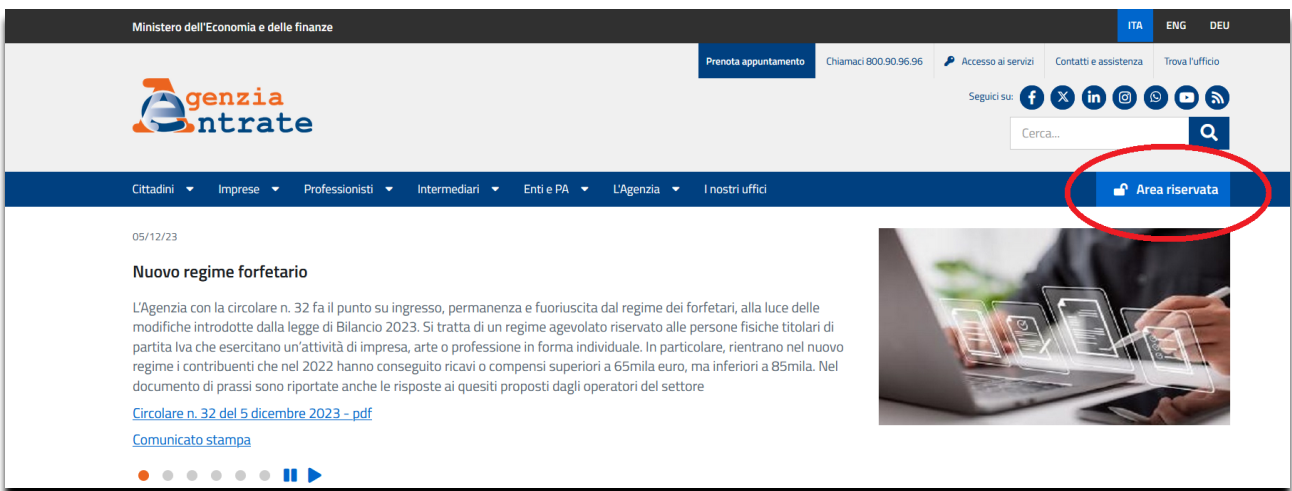 Ministero dell'Economia e delle finanze
ITA ENG DEU
Prenota appuntamento Chiamaci 800.90.96.96 Accesso ai servizi Contatti e assistenza Trova l'ufficio
Seguici su:
Agenzia
Entrate
Cerca...
Cittadini Imprese Professionisti Intermediari Enti e PA L'Agenzia I nostri uffici Area riservata
05/12/23
Nuovo regime forfetario
L'Agenzia con la circolare n. 32 fa il punto su ingresso, permanenza e fuoriuscita dal regime dei forfetari, alla luce delle
modifiche introdotte dalla legge di Bilancio 2023. Si tratta di un regime agevolato riservato alle persone fisiche titolari di
partita Iva che esercitano un'attività di impresa, arte o professione in forma individuale. In particolare, rientrano nel nuovo
regime i contribuenti che nel 2022 hanno conseguito ricavi o compensi superiori a 65mila euro, ma inferiori a 85mila. Nel
documento di prassi sono riportate anche le risposte ai quesiti proposti dagli operatori del settore
Circolare n. 32 del 5 dicembre 2023 - pdf
Comunicato stampa